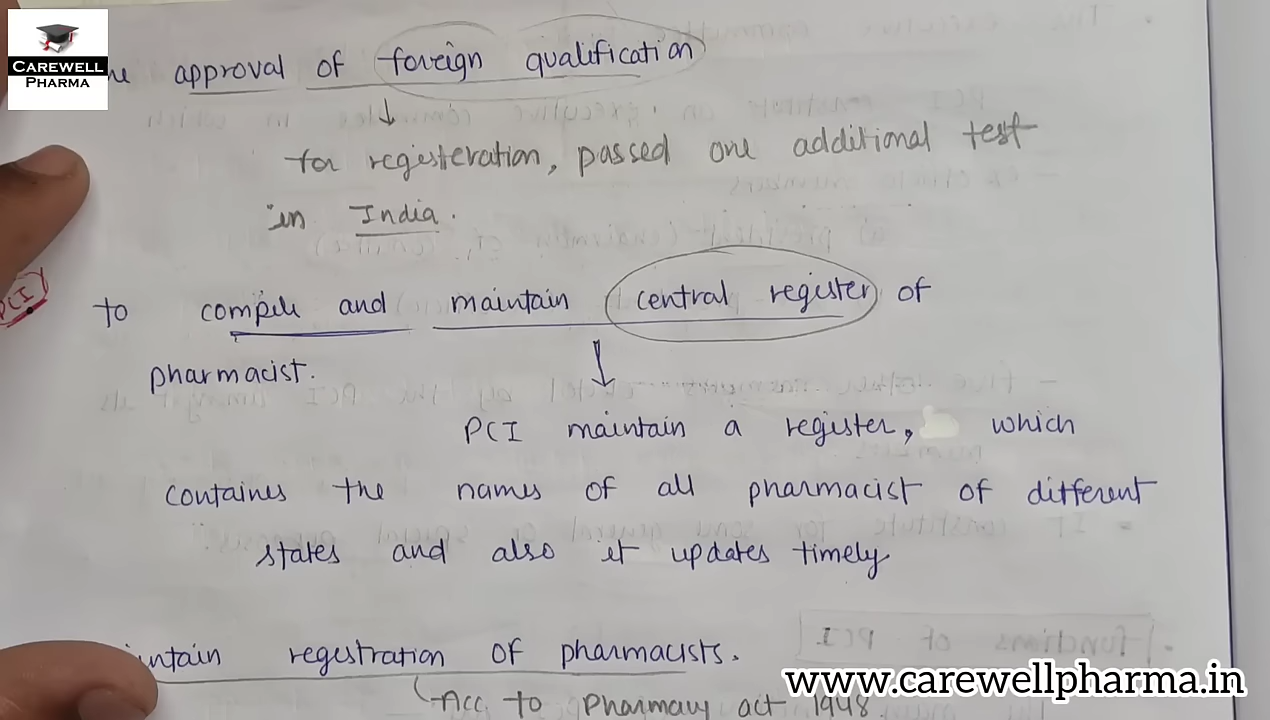 CAREWELL
PHARMA
approval of foreign qualification
for registeration, passed one additional test
in India.
PCI
to compile and maintain central register of
pharmacist.
PCI maintain a register, which
containes the names of all pharmacist of different
states and also it updates timely
intain regestration of pharmacists.
Acc. to Pharmacy act 1948
www.carewellpharma.in